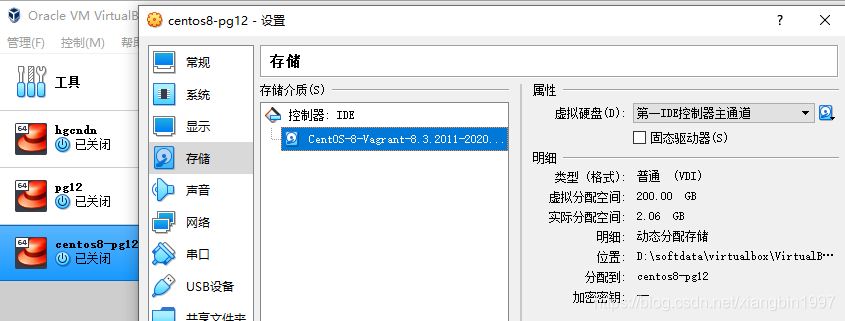 Oracle VM VirtualB
管理(F) 控制(M) 帮助
工具
64
hgcndn
已关闭
64
pg12
已关闭
64
centos8-pg12
已关闭
centos8-pg12 - 设置
常规
系统
显示
存储
声音
网络
串口
USB设备
共享文件夹
存储
存储介质(S)
控制器: IDE
CentOS-8-Vagrant-8.3.2011-2020...
属性
虚拟硬盘(D): 第一IDE控制器主通道
固态驱动器(S)
明细
类型 (格式): 普通 (VDI)
虚拟分配空间: 200.00 GB
实际分配空间: 2.06 GB
明细: 动态分配存储
位置: D:\softdata\virtualbox\VirtualB…
分配到: centos8-pg12
加密密钥: —
https://blog.csdn.net/xiangbin1997